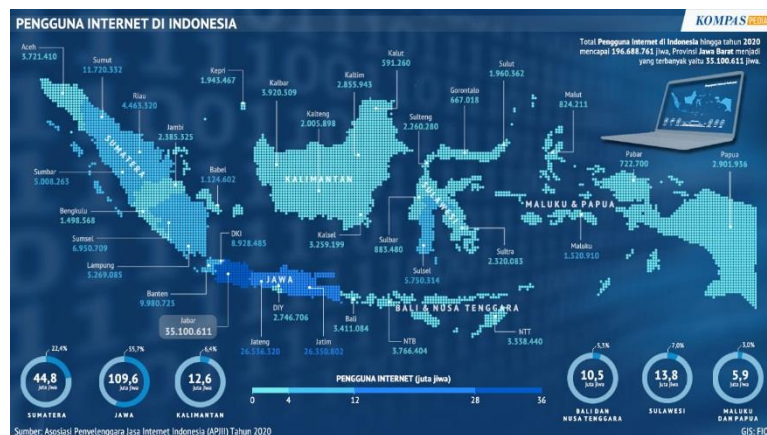 PENGGUNA INTERNET DI INDONESIA
KOMPAS PEDIA
Total Pengguna Internet di Indonesia hingga tahun 2020
mencapai 196.688.761 jiwa, Provinsi Jawa Barat menjadi
yang terbanyak yaitu 35.100.611 jiwa.
Aceh
3.721.410
Sumut
11.720.332
Riau
4.463.320
Kepri
1.943.467
Jambi
2.385.325
Sumbar
3.008.263
Babel
1.124.602
Bengkulu
1.498.568
Sumsel
6.950.709
Lampung
5.269.085
SUMATERA
Kalbar
3.920.509
Kalteng
2.005.898
Kaltim
2.855.943
Kalut
591.260
Kalsel
3.259.199
KALIMANTAN
Sulut
1.960.362
Gorontalo
667.018
Sulteng
2.260.280
Sulbar
883.480
Sulsel
5.750.314
Sultra
2.320.083
SULAWESI
Malut
824.211
Maluku
1.520.910
Pabar
722.700
Papua
2.901.936
MALUKU & PAPUA
DKI
8.928.485
Banten
9.980.725
Jabar
35.100.611
Jateng
26.536.320
DIY
2.746.706
Jatim
26.350.802
JAWA
Bali
3.411.084
NTB
3.766.404
NTT
3.338.440
BALI & NUSA TENGGARA
22,4%
44,8
juta jiwa
SUMATERA
55,7%
109,6
juta jiwa
JAWA
6,4%
12,6
juta jiwa
KALIMANTAN
PENGGUNA INTERNET (juta jiwa)
0 4 12 28 36
5,3%
10,5
juta jiwa
BALI DAN
NUSA TENGGARA
7,0%
13,8
juta jiwa
SULAWESI
3,0%
5,9
juta jiwa
MALUKU
DAN PAPUA
Sumber: Asosiasi Penyelenggara Jasa Internet Indonesia (APJII) Tahun 2020
GIS: FIC